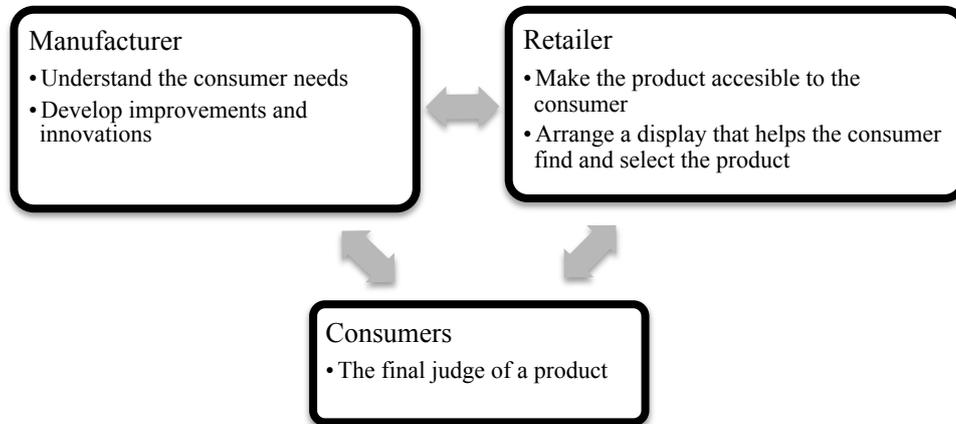 Manufacturer
• Understand the consumer needs
• Develop improvements and
innovations
Retailer
• Make the product accesible to the
consumer
• Arrange a display that helps the consumer
find and select the product
Consumers
• The final judge of a product